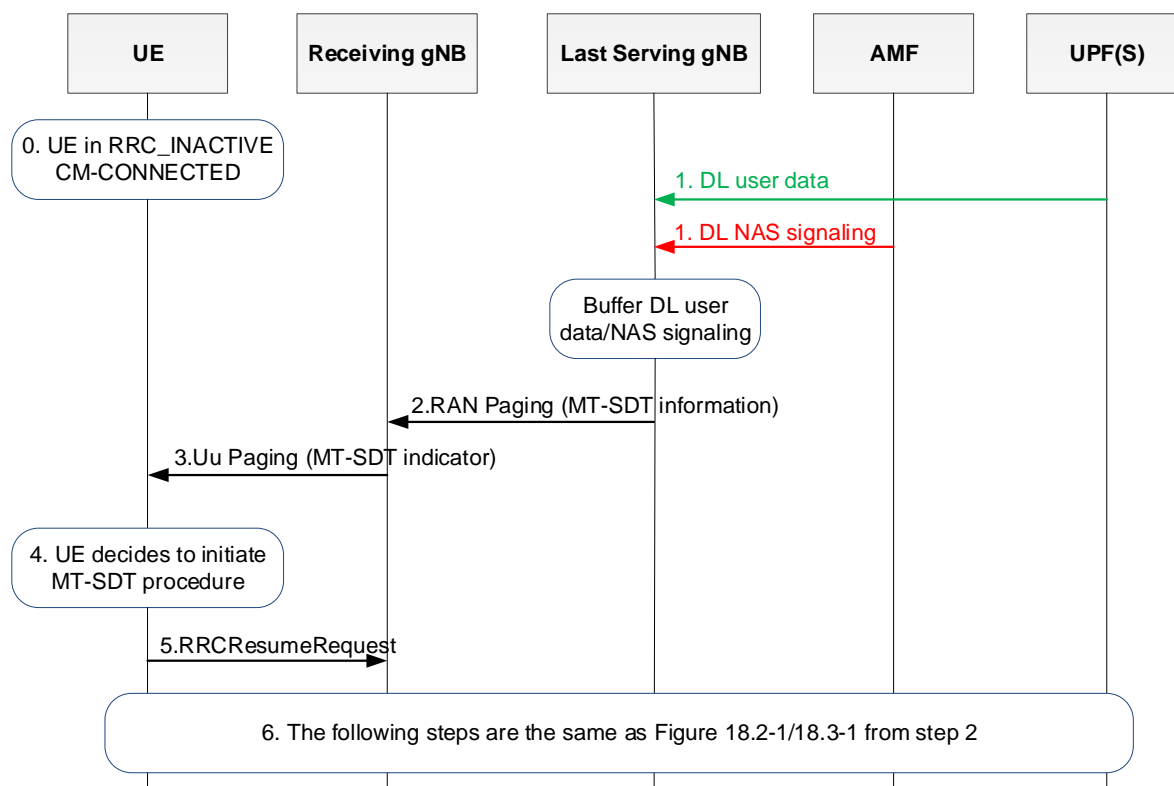 UE
Receiving gNB
Last Serving gNB
AMF
UPF(S)
0. UE in RRC_INACTIVE
CM-CONNECTED
1. DL user data
1. DL NAS signaling
Buffer DL user
data/NAS signaling
2.RAN Paging (MT-SDT information)
3.Uu Paging (MT-SDT indicator)
4. UE decides to initiate
MT-SDT procedure
5.RRCResumeRequest
6. The following steps are the same as Figure 18.2-1/18.3-1 from step 2